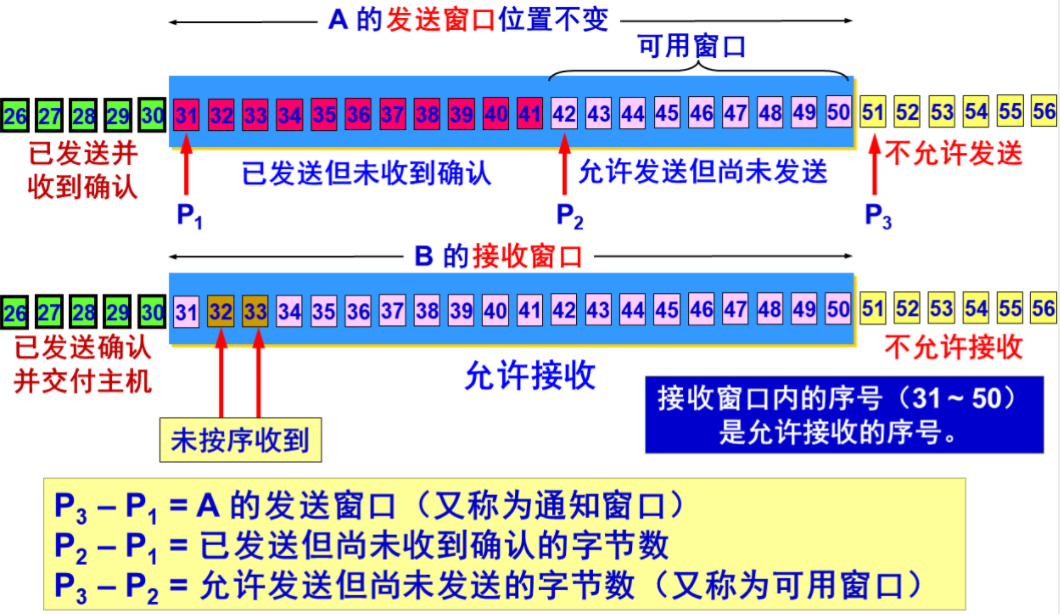 A 的发送窗口位置不变
可用窗口
26 27 28 29 30 31 32 33 34 35 36 37 38 39 40 41 42 43 44 45 46 47 48 49 50 51 52 53 54 55 56
已发送并
收到确认
已发送但未收到确认
允许发送但尚未发送
不允许发送
P₁
P₂
P₃
B 的接收窗口
26 27 28 29 30 31 32 33 34 35 36 37 38 39 40 41 42 43 44 45 46 47 48 49 50 51 52 53 54 55 56
已发送确认
并交付主机
允许接收
不允许接收
未按序收到
接收窗口内的序号（31 ~ 50）
是允许接收的序号。
P₃ – P₁ = A 的发送窗口（又称为通知窗口）
P₂ – P₁ = 已发送但尚未收到确认的字节数
P₃ – P₂ = 允许发送但尚未发送的字节数（又称为可用窗口）